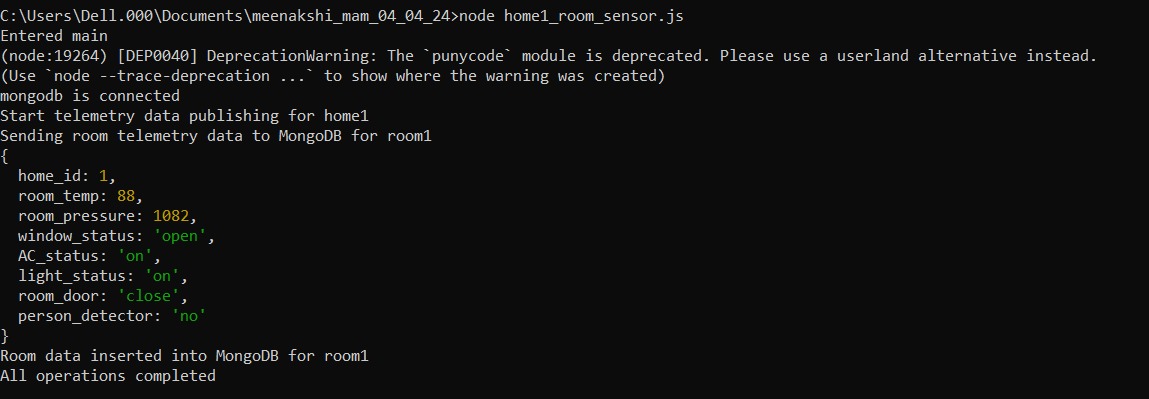 C:\Users\Dell.000\Documents\meenakshi_mam_04_04_24>node home1_room_sensor.js
Entered main
(node:19264) [DEP0040] DeprecationWarning: The `punycode` module is deprecated. Please use a userland alternative instead.
(Use `node --trace-deprecation ...` to show where the warning was created)
mongodb is connected
Start telemetry data publishing for home1
Sending room telemetry data to MongoDB for room1
{
  home_id: 1,
  room_temp: 88,
  room_pressure: 1082,
  window_status: 'open',
  AC_status: 'on',
  light_status: 'on',
  room_door: 'close',
  person_detector: 'no'
}
Room data inserted into MongoDB for room1
All operations completed